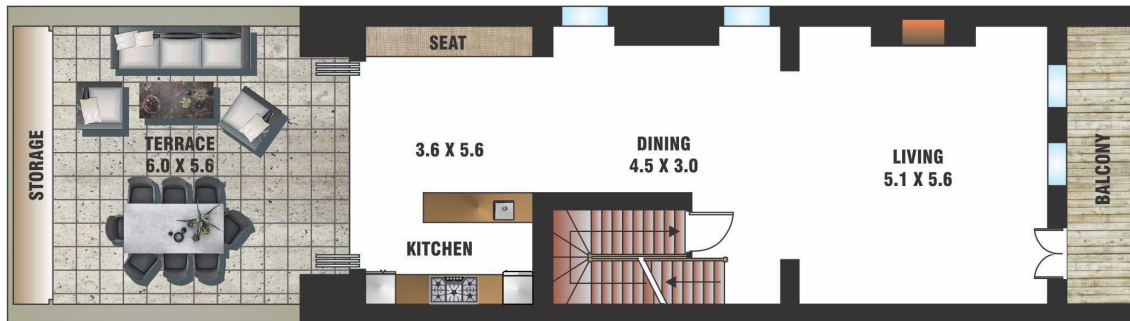 STORAGE
TERRACE
6.0 X 5.6
SEAT
3.6 X 5.6
KITCHEN
DINING
4.5 X 3.0
LIVING
5.1 X 5.6
BALCONY